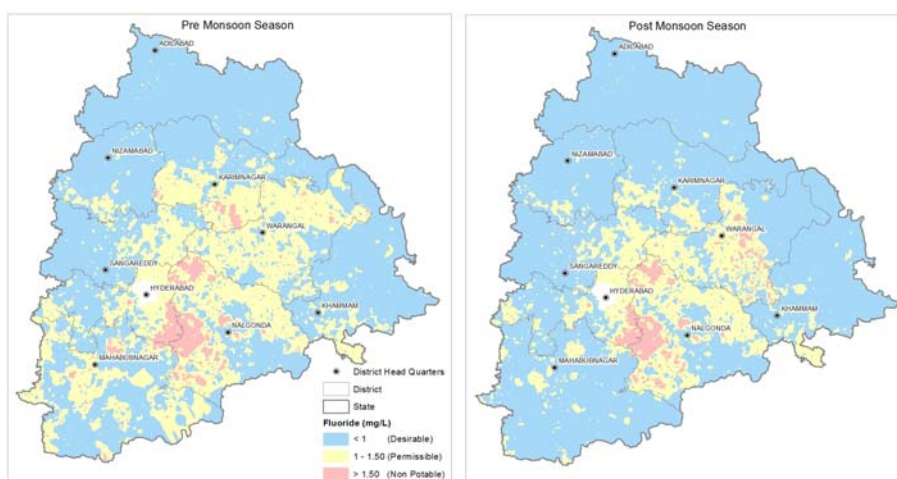 Pre Monsoon Season
ADILABAD
NIZAMABAD
KARIMNAGAR
WARANGAL
SANGAREDDY
HYDERABAD
KHAMMAM
NALGONDA
MAHABUBNAGAR
District Head Quarters
District
State
Fluoride (mg/L)
< 1 (Desirable)
1 - 1.50 (Permissible)
> 1.50 (Non Potable)
Post Monsoon Season
ADILABAD
NIZAMABAD
KARIMNAGAR
WARANGAL
SANGAREDDY
HYDERABAD
KHAMMAM
NALGONDA
MAHABUBNAGAR